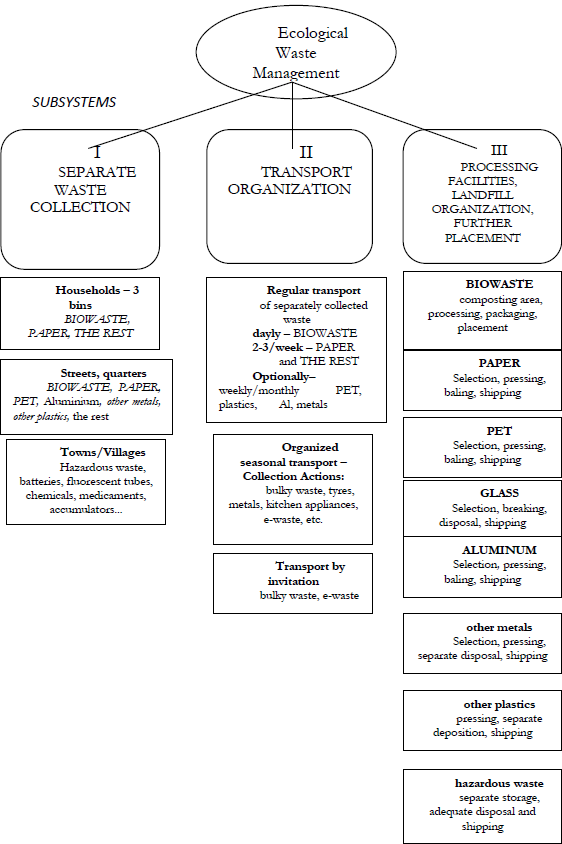 Ecological
Waste
Management
SUBSYSTEMS
I
SEPARATE
WASTE
COLLECTION
II
TRANSPORT
ORGANIZATION
III
PROCESSING
FACILITIES,
LANDFILL
ORGANIZATION,
FURTHER
PLACEMENT
Households – 3
bins
BIOWASTE,
PAPER, THE REST
Streets, quarters
BIOWASTE, PAPER,
PET, Aluminium, other metals,
other plastics, the rest
Towns/Villages
Hazardous waste,
batteries, fluorescent tubes,
chemicals, medicaments,
accumulators...
Regular transport
of separately collected
waste
dayly – BIOWASTE
2-3/week – PAPER
and THE REST
Optionally–
weekly/monthly PET,
plastics, Al, metals
Organized
seasonal transport –
Collection Actions:
bulky waste, tyres,
metals, kitchen appliances,
e-waste, etc.
Transport by
invitation
bulky waste, e-waste
BIOWASTE
composting area,
processing, packaging,
placement
PAPER
Selection, pressing,
baling, shipping
PET
Selection, pressing,
baling, shipping
GLASS
Selection, breaking,
disposal, shipping
ALUMINUM
Selection, pressing,
baling, shipping
other metals
Selection, pressing,
separate disposal, shipping
other plastics
pressing, separate
deposition, shipping
hazardous waste
separate storage,
adequate disposal and
shipping